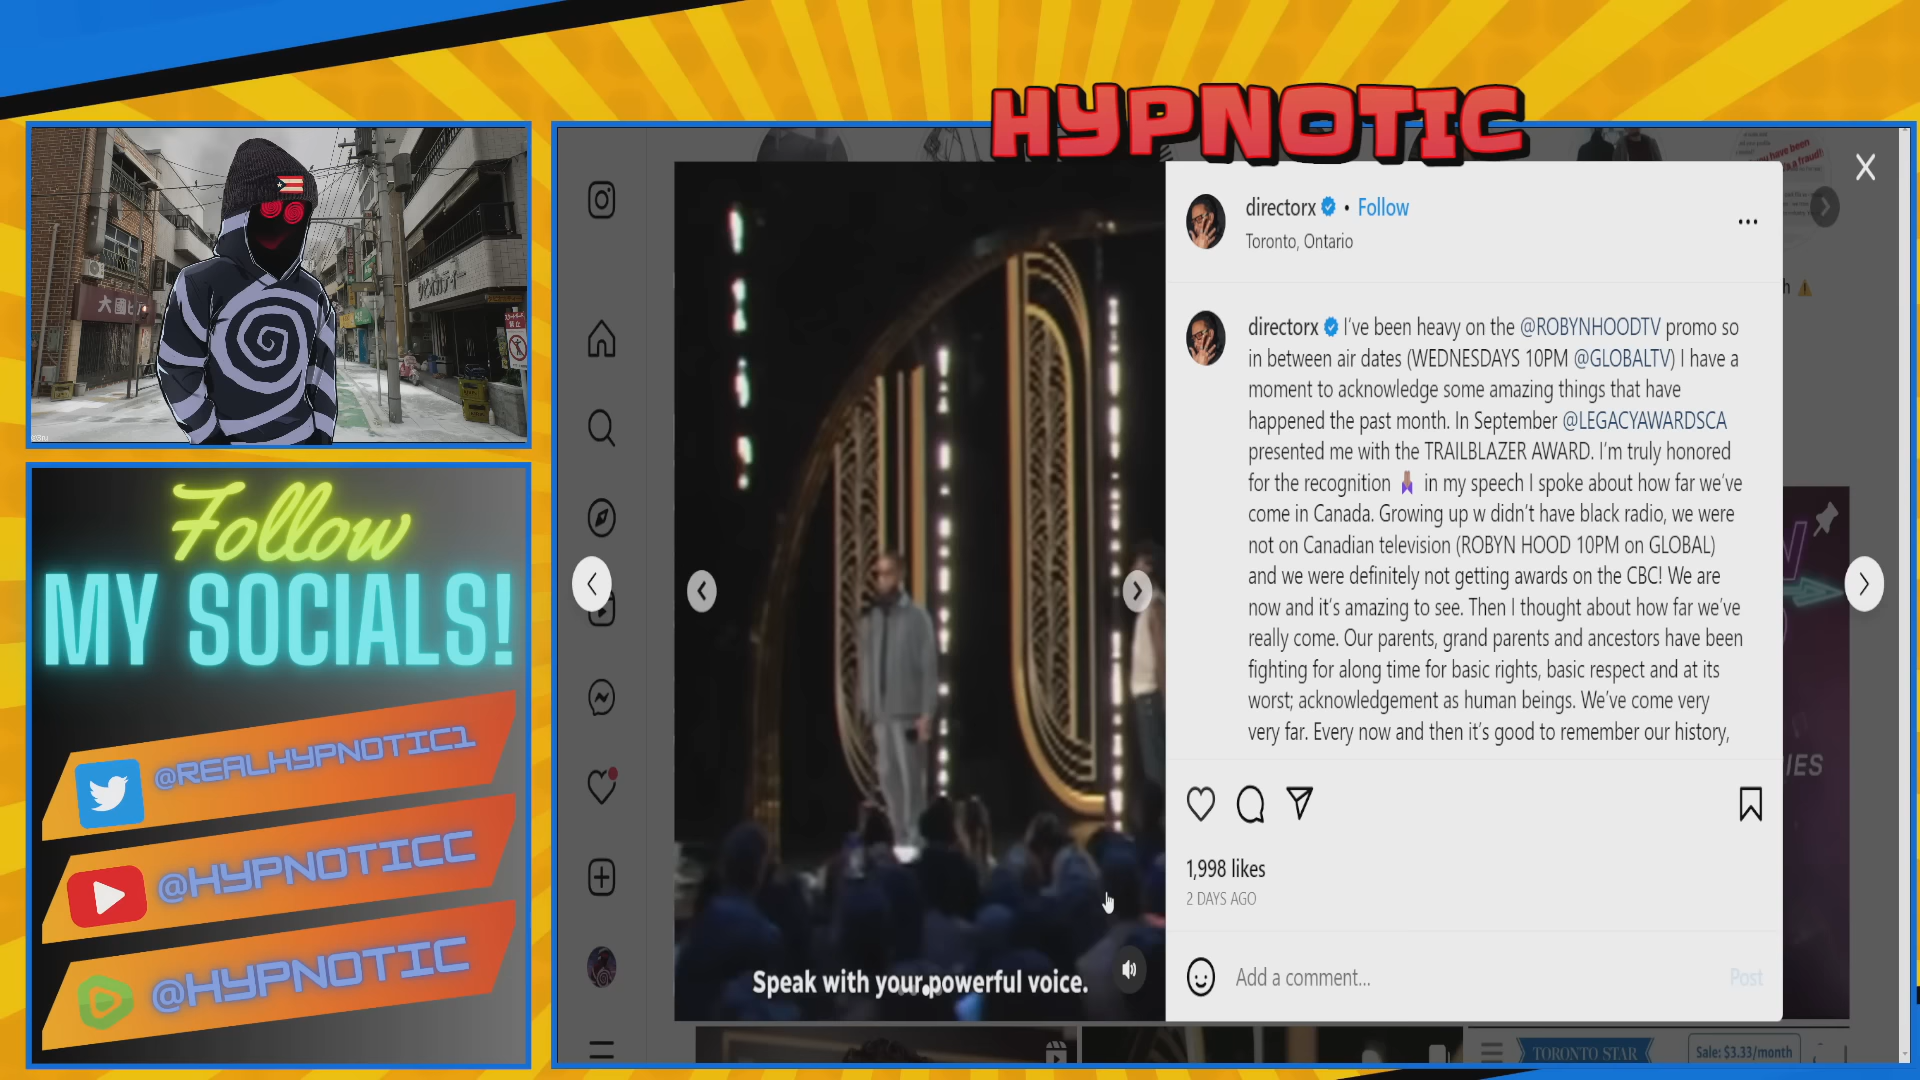 HYPNOTIC
大國ビ
Follow
MY SOCIALS!
@REALHYPNOTIC1
@HYPNOTICC
@HYPNOTIC
Speak with your powerful voice.
directorx • Follow
Toronto, Ontario
directorx I've been heavy on the @ROBYNHOODTV promo so
in between air dates (WEDNESDAYS 10PM @GLOBALTV) I have a
moment to acknowledge some amazing things that have
happened the past month. In September @LEGACYAWARDSCA
presented me with the TRAILBLAZER AWARD. I'm truly honored
for the recognition in my speech I spoke about how far we've
come in Canada. Growing up w didn't have black radio, we were
not on Canadian television (ROBYN HOOD 10PM on GLOBAL)
and we were definitely not getting awards on the CBC! We are
now and it's amazing to see. Then I thought about how far we've
really come. Our parents, grand parents and ancestors have been
fighting for along time for basic rights, basic respect and at its
worst; acknowledgement as human beings. We've come very
very far. Every now and then it's good to remember our history,
1,998 likes
2 DAYS AGO
Add a comment...
Post
have been
a fraud!
TORONTO STAR
Sale: $3.33/month